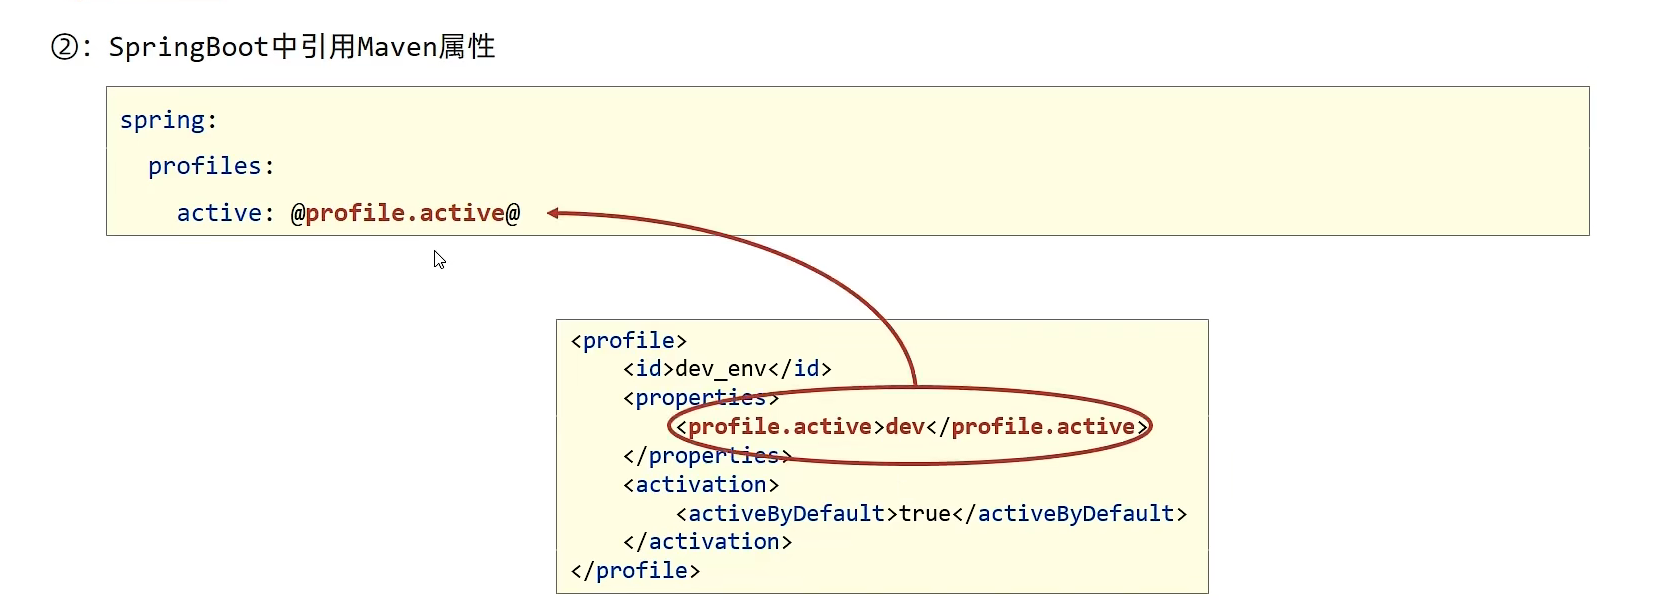 ②：SpringBoot中引用Maven属性
spring:
  profiles:
    active: @profile.active@
<profile>
    <id>dev_env</id>
    <properties>
        <profile.active>dev</profile.active>
    </properties>
    <activation>
        <activeByDefault>true</activeByDefault>
    </activation>
</profile>